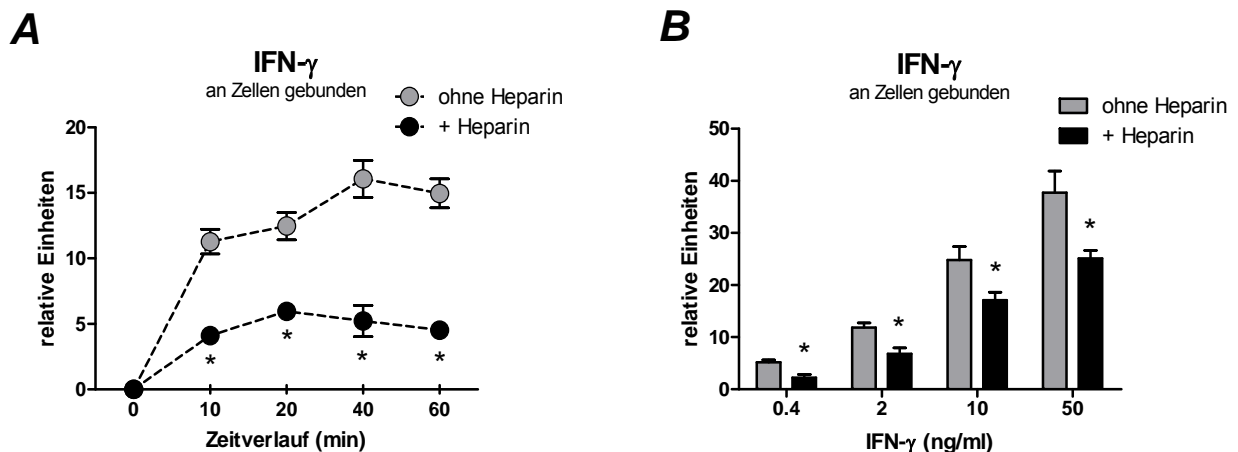 A
IFN-γ
an Zellen gebunden
ohne Heparin
+ Heparin
relative Einheiten
20
15
10
5
0
*
*
*
*
0 10 20 40 60
Zeitverlauf (min)
B
IFN-γ
an Zellen gebunden
ohne Heparin
+ Heparin
relative Einheiten
50
40
30
20
10
0
*
*
*
*
0.4 2 10 50
IFN-γ (ng/ml)